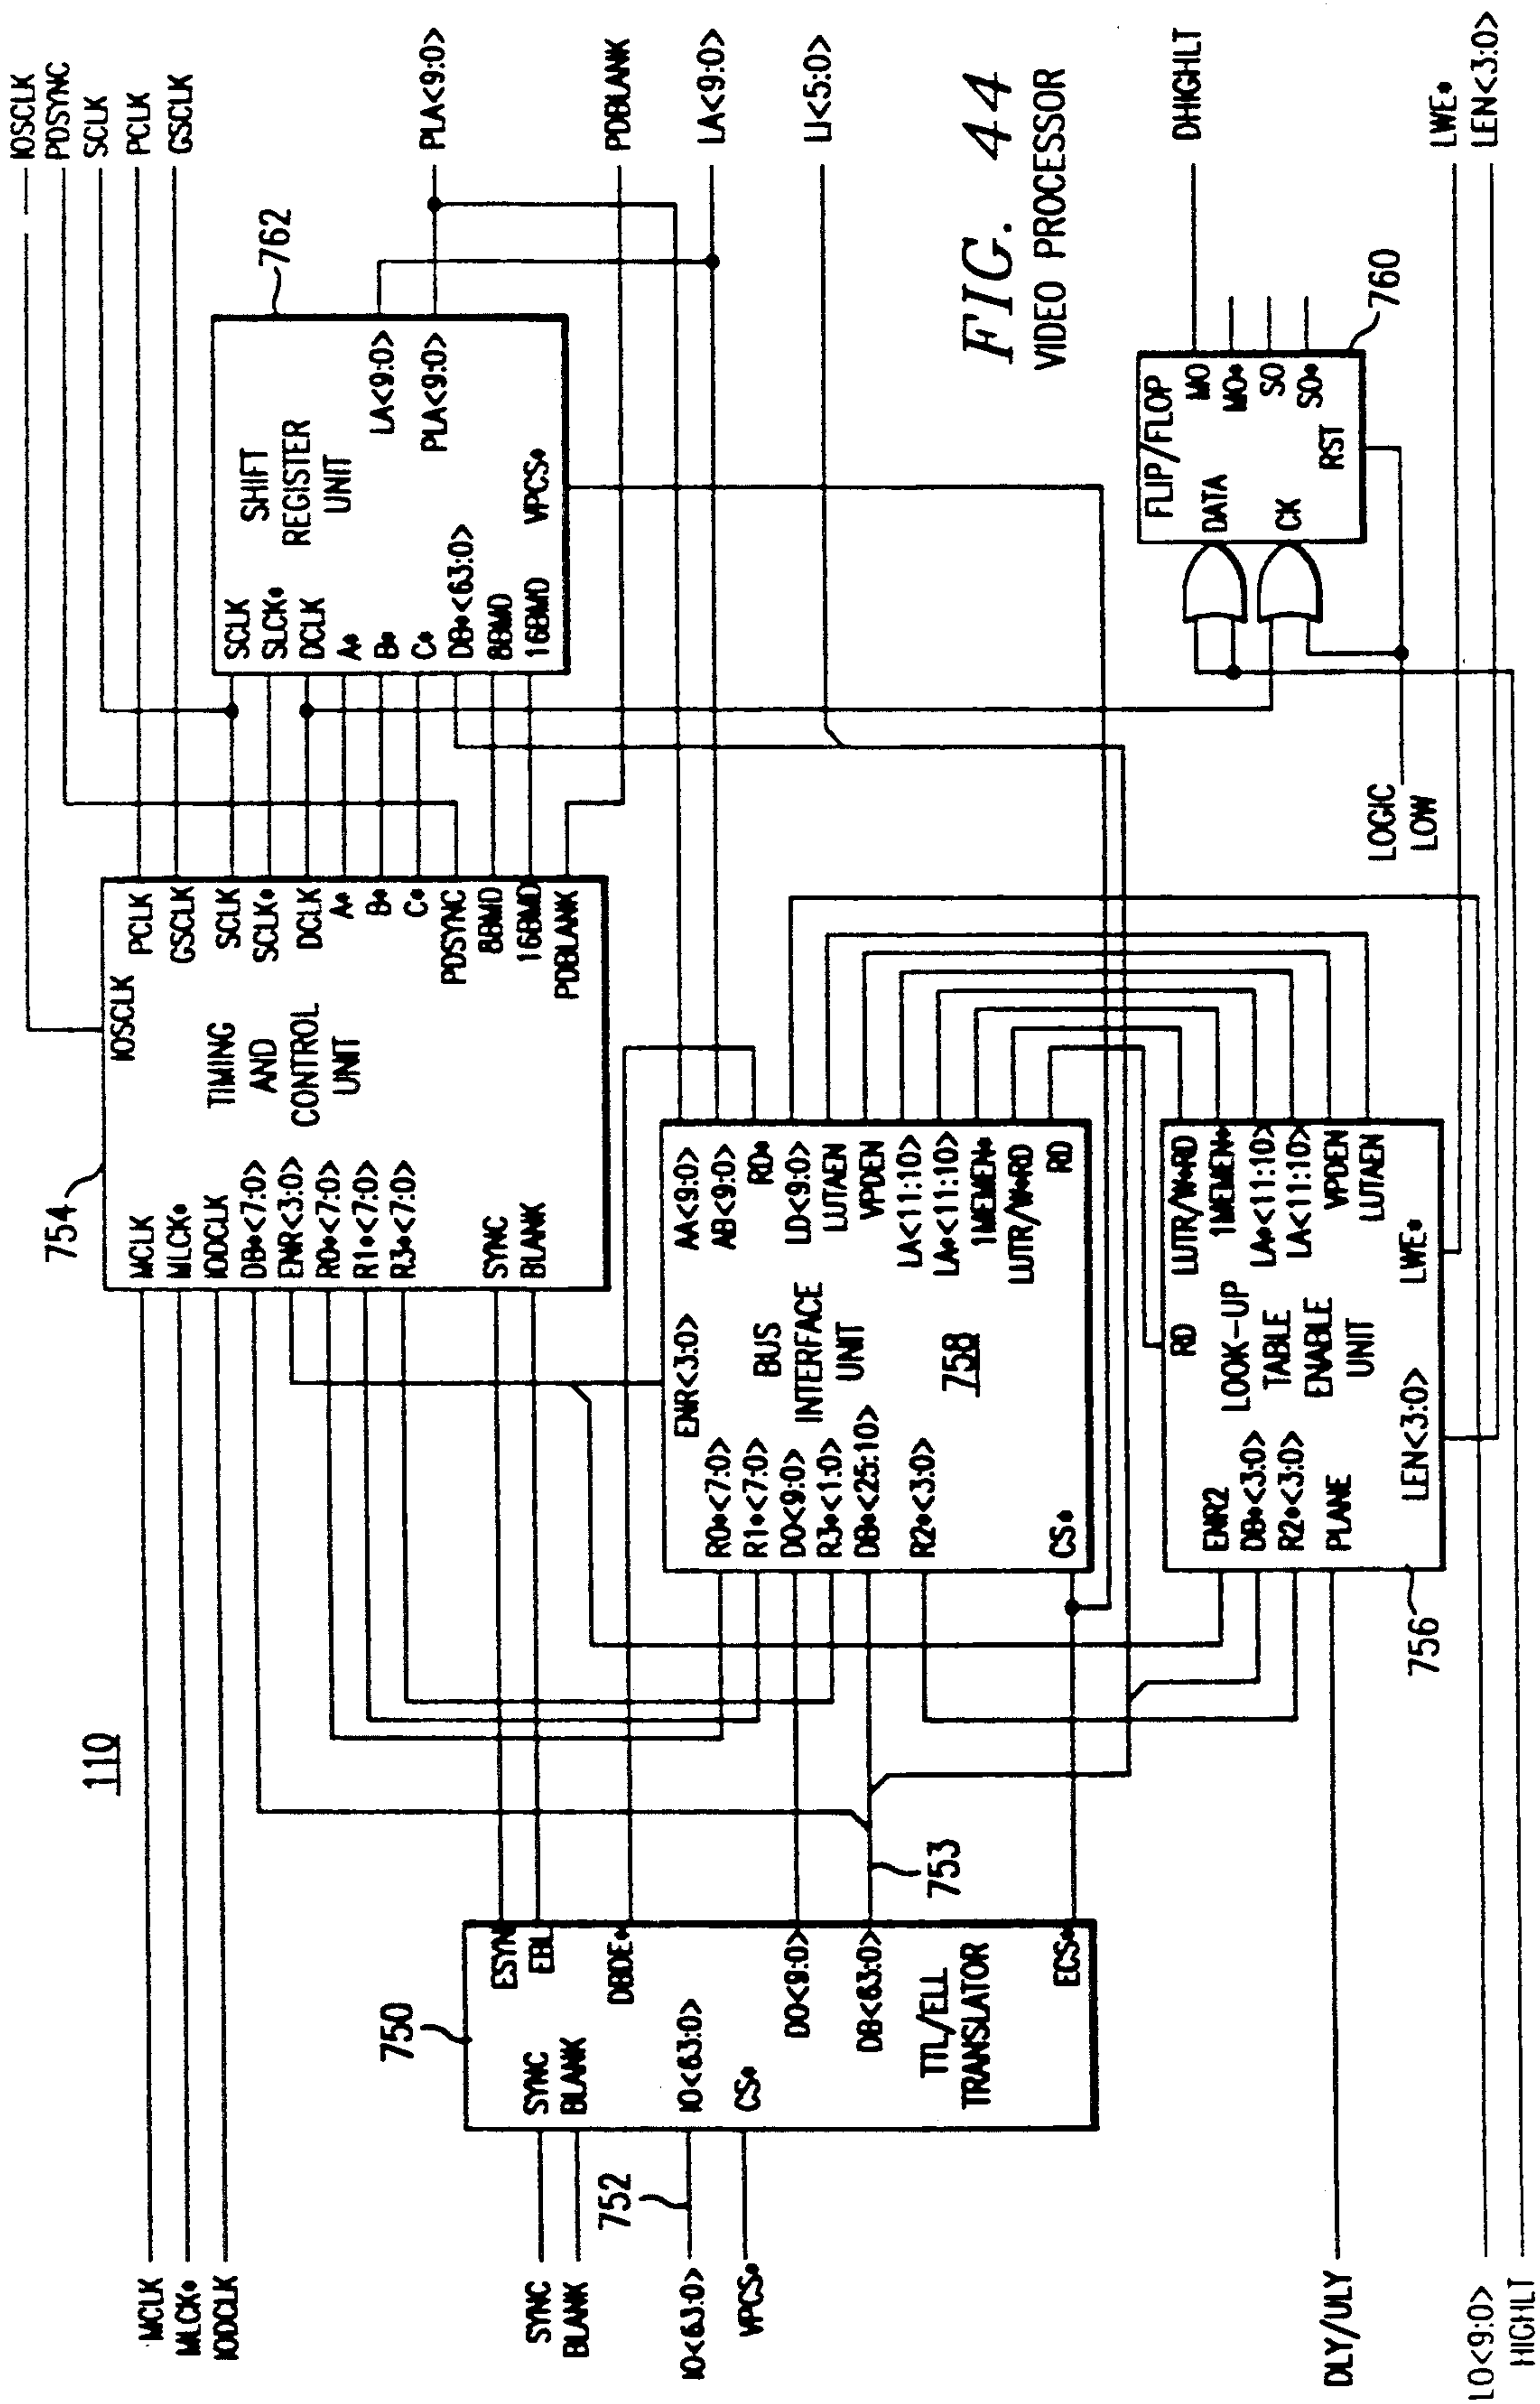 110
FIG. 44
VIDEO PROCESSOR
MCLK
MLCK*
IODCLK
SYNC
BLANK
IO<63:0>
752
VPCS*
DLY/ULY
LO<9:0>
HIGHLT
750
SYNC
BLANK
IO<63:0>
CS*
ESYN
EBL
DBOE*
DO<9:0>
DB<63:0>
TTL/ELL
TRANSLATOR
ECS*
753
754
MCLK
MLCK*
IODCLK
DB*<7:0>
ENR<3:0>
R0*<7:0>
R1*<7:0>
R3*<7:0>
SYNC
BLANK
TIMING
AND
CONTROL
UNIT
IOSCLK
PCLK
GSCLK
SCLK
SCLK*
DCLK
A*
B*
C*
PDSYNC
8BMD
16BMD
PDBLANK
ENR<3:0>
R0*<7:0>
R1*<7:0>
DO<9:0>
R3*<1:0>
DB*<25:10>
R2*<3:0>
CS*
BUS
INTERFACE
UNIT
758
AA<9:0>
AB<9:0>
RD*
LD<9:0>
LUTAEN
VPDEN
LA<11:10>
LA*<11:10>
1MEMEN*
LUTR/W*RD
RD
756
ENR2
DB*<3:0>
R2*<3:0>
PLANE
LEN<3:0>
RD
LOOK-UP
TABLE
ENABLE
UNIT
LWE*
LUTR/W*RD
1MEMEN*
LA*<11:10>
LA<11:10>
VPDEN
LUTAEN
762
SCLK
SLCK*
DCLK
A*
B*
C*
DB*<63:0>
8BMD
16BMD
SHIFT
REGISTER
UNIT
VPCS*
LA<9:0>
PLA<9:0>
LOGIC
LOW
FLIP/FLOP
DATA
CK
RST
MO
MO*
SO
SO*
760
IOSCLK
PDSYNC
SCLK
PCLK
GSCLK
PLA<9:0>
PDBLANK
LA<9:0>
LI<5:0>
DHIGHLT
LWE*
LEN<3:0>